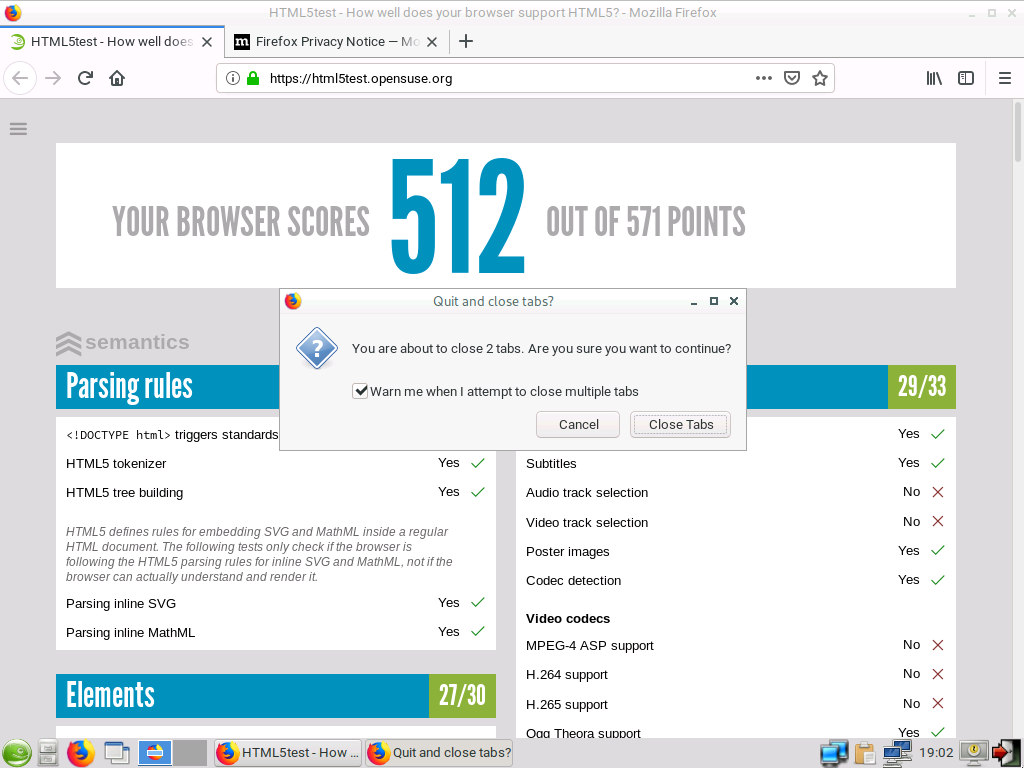 HTML5test - How well does your browser support HTML5? - Mozilla Firefox
HTML5test - How well does
Firefox Privacy Notice — Mo
https://html5test.opensuse.org
YOUR BROWSER SCORES 512 OUT OF 571 POINTS
Quit and close tabs?
You are about to close 2 tabs. Are you sure you want to continue?
Warn me when I attempt to close multiple tabs
Cancel
Close Tabs
semantics
Parsing rules
<!DOCTYPE html> triggers standards
HTML5 tokenizer Yes
HTML5 tree building Yes
HTML5 defines rules for embedding SVG and MathML inside a regular
HTML document. The following tests only check if the browser is
following the HTML5 parsing rules for inline SVG and MathML, not if the
browser can actually understand and render it.
Parsing inline SVG Yes
Parsing inline MathML Yes
Elements 27/30
29/33
Yes
Subtitles Yes
Audio track selection No
Video track selection No
Poster images Yes
Codec detection Yes
Video codecs
MPEG-4 ASP support No
H.264 support No
H.265 support No
Ogg Theora support Yes
HTML5test - How ...
Quit and close tabs?
19:02